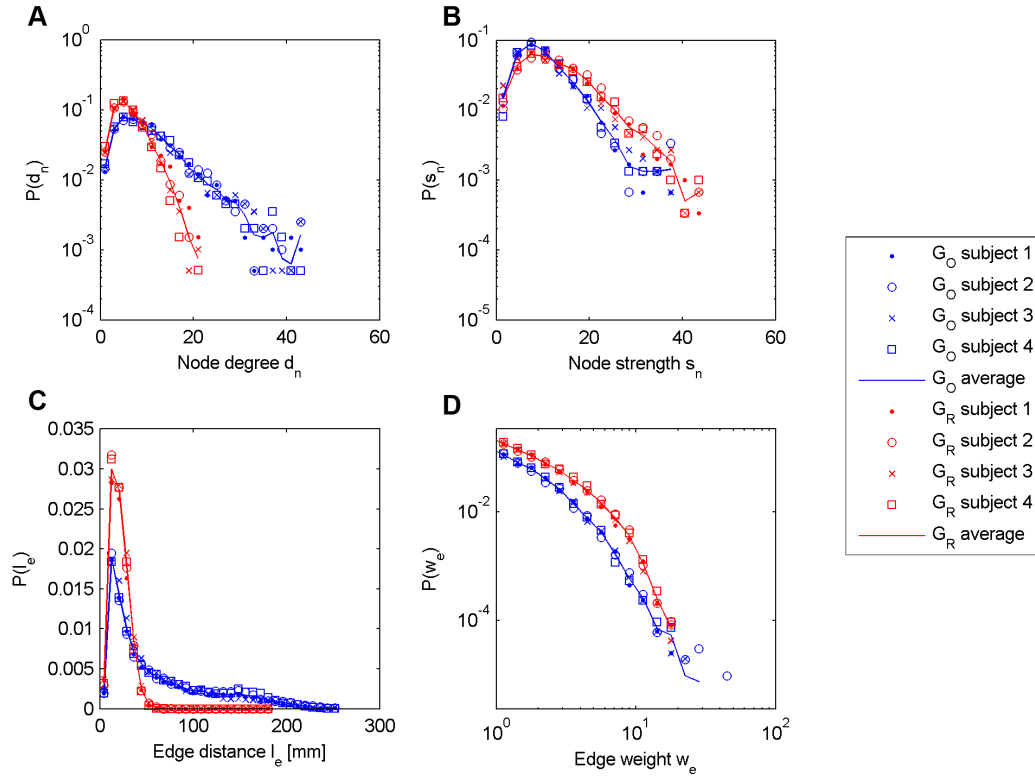 A
10^0
10^-1
10^-2
10^-3
10^-4
P(d_n)
0 20 40 60
Node degree d_n
B
10^-1
10^-2
10^-3
10^-4
10^-5
P(s_n)
0 20 40 60
Node strength s_n
C
0.035
0.03
0.025
0.02
0.015
0.01
0.005
0
P(l_e)
0 100 200 300
Edge distance l_e [mm]
D
10^-2
10^-4
P(w_e)
10^0 10^1 10^2
Edge weight w_e
G_O subject 1
G_O subject 2
G_O subject 3
G_O subject 4
G_O average
G_R subject 1
G_R subject 2
G_R subject 3
G_R subject 4
G_R average